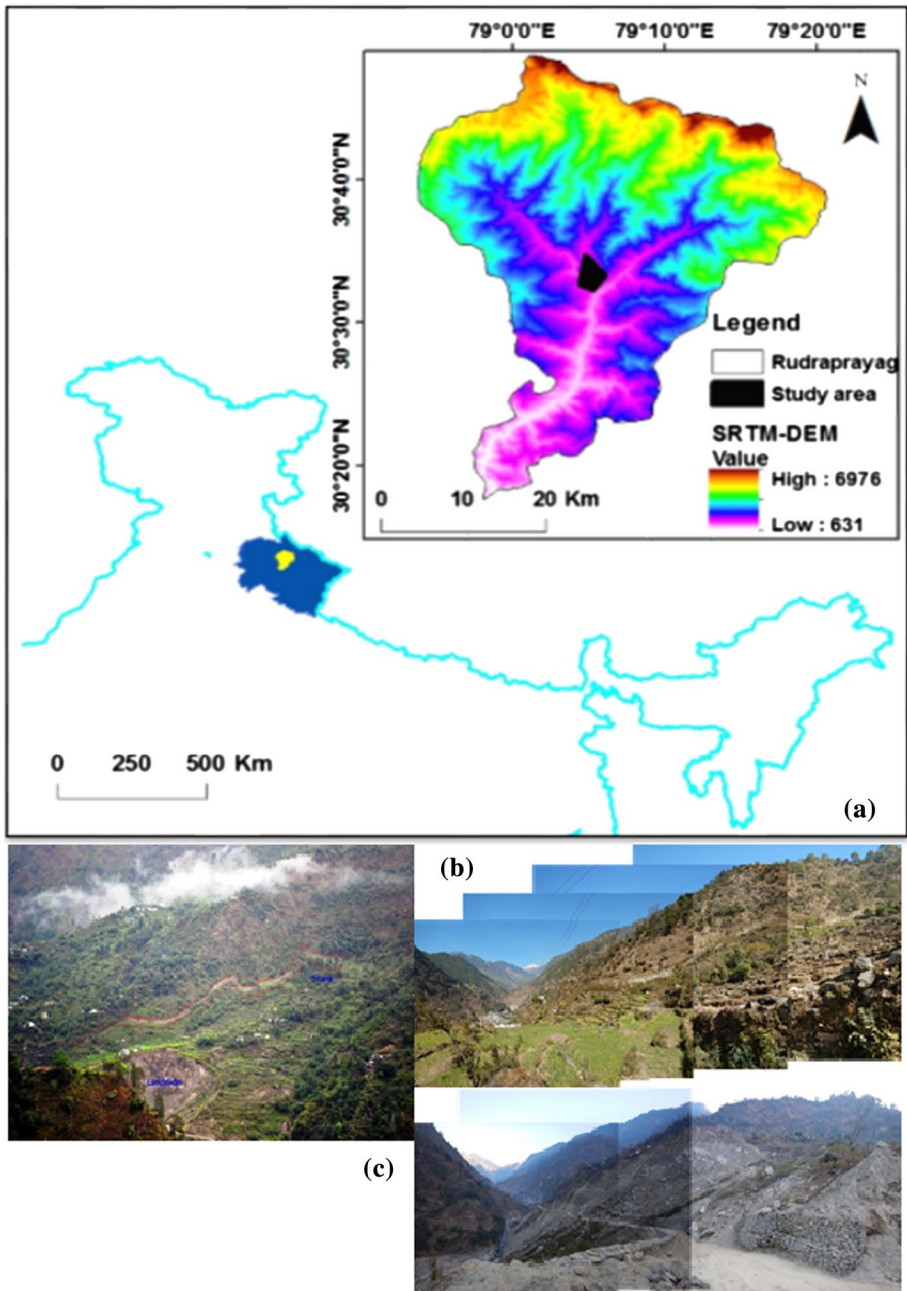 79°0'0"E 79°10'0"E 79°20'0"E
N
30°40'0"N
30°30'0"N
30°20'0"N
Legend
Rudraprayag
Study area
SRTM-DEM
Value
High : 6976
Low : 631
0 10 20 Km
0 250 500 Km
(a)
(b)
(c)